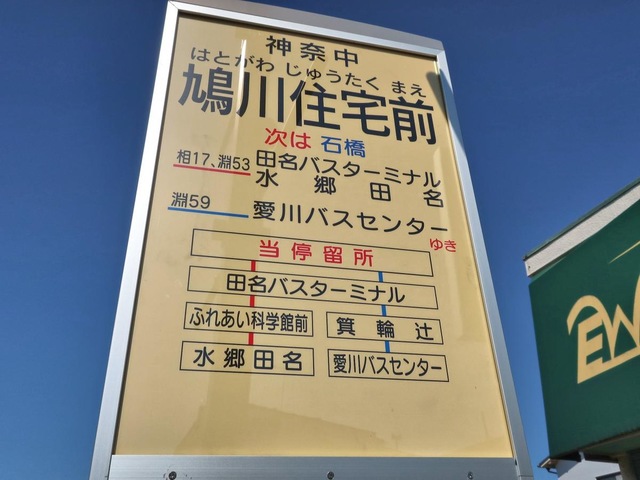 神奈中
はとがわ じゅうたく まえ
鳩川住宅前
次は 石橋
相17、淵53 田名バスターミナル
水郷田名
淵59 愛川バスセンター
ゆき
当停留所
田名バスターミナル
ふれあい科学館前 箕輪辻
水郷田名 愛川バスセンター
EW